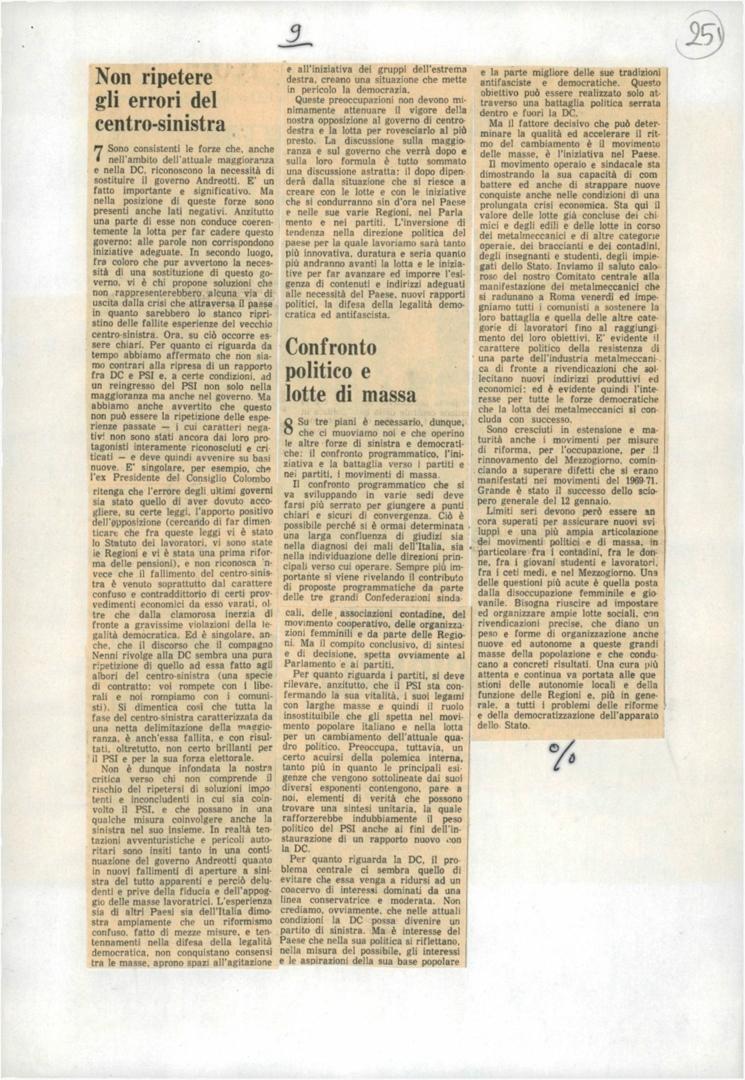 9
251
Non ripetere
gli errori del
centro-sinistra
7 Sono consistenti le forze che, anche
nell'ambito dell'attuale maggioranza
e nella DC, riconoscono la necessità di
sostituire il governo Andreotti. E' un
fatto importante e significativo. Ma
nella posizione di queste forze sono
presenti anche lati negativi. Anzitutto
una parte di esse non conduce coeren-
temente la lotta per far cadere questo
governo: alle parole non corrispondono
iniziative adeguate. In secondo luogo,
fra coloro che pur avvertono la neces-
sità di una sostituzione di questo go-
verno, vi è chi propone soluzioni che
non rappresenterebbero alcuna via di
uscita dalla crisi che attraversa il paese
in quanto sarebbero lo stanco ripri-
stino delle fallite esperienze del vecchio
centro-sinistra. Ora, su ciò occorre es-
sere chiari. Per quanto ci riguarda da
tempo abbiamo affermato che non sia-
mo contrari alla ripresa di un rapporto
fra DC e PSI e, a certe condizioni, ad
un reingresso del PSI non solo nella
maggioranza ma anche nel governo. Ma
abbiamo anche avvertito che questo
non può essere la ripetizione delle espe-
rienze passate — i cui caratteri nega-
tivi non sono stati ancora dai loro pro-
tagonisti interamente riconosciuti e cri-
ticati — e deve quindi avvenire su basi
nuove. E' singolare, per esempio, che
l'ex Presidente del Consiglio Colombo
ritenga che l'errore degli ultimi governi
sia stato quello di aver dovuto acco-
gliere, su certe leggi, l'apporto positivo
dell'opposizione (cercando di far dimen-
ticare che fra queste leggi vi è stato
lo Statuto dei lavoratori, vi sono state
le Regioni e vi è stata una prima rifor-
ma delle pensioni), e non riconosca in-
vece che il fallimento del centro-sinis-
tra è venuto soprattutto dal carattere
confuso e contraddittorio di certi prov-
vedimenti economici da esso varati, ol-
tre che dalla clamorosa inerzia di
fronte a gravissime violazioni della le-
galità democratica. Ed è singolare, an-
che, che il discorso che il compagno
Nenni rivolge alla DC sembra una pura
ripetizione di quello ad essa fatto agli
albori del centro-sinistra (una specie
di contratto: voi rompete con i libe-
rali e noi rompiamo con i comuni-
sti). Si dimentica così che tutta la
fase del centro-sinistra caratterizzata da
una netta delimitazione della maggio-
ranza, è anch'essa fallita, e con risul-
tati, oltretutto, non certo brillanti per
il PSI e per la sua forza elettorale.
Non è dunque infondata la nostra
critica verso chi non comprende il
rischio del ripetersi di soluzioni impo-
tenti e inconcludenti in cui sia coin-
volto il PSI, e che possano in una
qualche misura coinvolgere anche la
sinistra nel suo insieme. In realtà ten-
tazioni avventuristiche e pericoli auto-
ritari sono insiti tanto in una conti-
nuazione del governo Andreotti quanto
in nuovi fallimenti di aperture a sini-
stra del tutto apparenti e perciò delu-
denti e prive della fiducia e dell'appog-
gio delle masse lavoratrici. L'esperienza
sia di altri Paesi sia dell'Italia dimo-
stra ampiamente che un riformismo
confuso, fatto di mezze misure, e ten-
tennamenti nella difesa della legalità
democratica, non conquistano consensi
tra le masse, aprono spazi all'agitazione
e all'iniziativa dei gruppi dell'estrema
destra, creano una situazione che mette
in pericolo la democrazia.
Queste preoccupazioni non devono mi-
nimamente attenuare il vigore della
nostra opposizione al governo di centro-
destra e la lotta per rovesciarlo al più
presto. La discussione sulla maggio-
ranza e sul governo che verrà dopo e
sulla loro formula è tutto sommato
una discussione astratta: il dopo dipen-
derà dalla situazione che si riesce a
creare con le lotte e con le iniziative
che si condurranno sin d'ora nel Paese
e nelle sue varie Regioni, nel Parla-
mento e nei partiti. L'inversione di
tendenza nella direzione politica del
paese per la quale lavoriamo sarà tanto
più innovativa, duratura e seria quanto
più andranno avanti la lotta e le inizia-
tive per far avanzare ed imporre l'esi-
genza di contenuti e indirizzi adeguati
alle necessità del Paese, nuovi rapporti
politici, la difesa della legalità demo-
cratica ed antifascista.
Confronto
politico e
lotte di massa
8 Su tre piani è necessario, dunque,
che ci muoviamo noi e che operino
le altre forze di sinistra e democrati-
che: il confronto programmatico, l'ini-
ziativa e la battaglia verso i partiti e
nei partiti, i movimenti di massa.
Il confronto programmatico che si
va sviluppando in varie sedi deve
farsi più serrato per giungere a punti
chiari e sicuri di convergenza. Ciò è
possibile perché si è ormai determinata
una larga confluenza di giudizi sia
nella diagnosi dei mali dell'Italia, sia
nella individuazione delle direzioni prin-
cipali verso cui operare. Sempre più im-
portante si viene rivelando il contributo
di proposte programmatiche da parte
delle tre grandi Confederazioni sinda-
cali, delle associazioni contadine, del
movimento cooperativo, delle organizza-
zioni femminili e da parte delle Regio-
ni. Ma il compito conclusivo, di sintesi
e di decisione, spetta ovviamente al
Parlamento e ai partiti.
Per quanto riguarda i partiti, si deve
rilevare, anzitutto, che il PSI sta con-
fermando la sua vitalità, i suoi legami
con larghe masse e quindi il ruolo
insostituibile che gli spetta nel movi-
mento popolare italiano e nella lotta
per un cambiamento dell'attuale qua-
dro politico. Preoccupa, tuttavia, un
certo acuirsi della polemica interna,
tanto più in quanto le principali esi-
genze che vengono sottolineate dai suoi
diversi esponenti contengono, pare a
noi, elementi di verità che possono
trovare una sintesi unitaria, la quale
rafforzerebbe indubbiamente il peso
politico del PSI anche ai fini dell'in-
staurazione di un rapporto nuovo con
la DC.
Per quanto riguarda la DC, il pro-
blema centrale ci sembra quello di
evitare che essa venga a ridursi ad un
coacervo di interessi dominati da una
linea conservatrice e moderata. Non
crediamo, ovviamente, che nelle attuali
condizioni la DC possa divenire un
partito di sinistra. Ma è interesse del
Paese che nella sua politica si riflettano,
nella misura del possibile, gli interessi
e le aspirazioni della sua base popolare
e la parte migliore delle sue tradizioni
antifasciste e democratiche. Questo
obiettivo può essere realizzato solo at-
traverso una battaglia politica serrata
dentro e fuori la DC.
Ma il fattore decisivo che può deter-
minare la qualità ed accelerare il rit-
mo del cambiamento è il movimento
delle masse, è l'iniziativa nel Paese.
Il movimento operaio e sindacale sta
dimostrando la sua capacità di com-
battere ed anche di strappare nuove
conquiste anche nelle condizioni di una
prolungata crisi economica. Sta qui il
valore delle lotte già concluse dei chi-
mici e degli edili e delle lotte in corso
dei metalmeccanici e di altre categorie
operaie, dei braccianti e dei contadini,
degli insegnanti e studenti, degli impie-
gati dello Stato. Inviamo il saluto calo-
roso del nostro Comitato centrale alla
manifestazione dei metalmeccanici che
si radunano a Roma venerdì ed impe-
gniamo tutti i comunisti a sostenere la
loro battaglia e quella delle altre cate-
gorie di lavoratori fino al raggiungi-
mento dei loro obiettivi. E' evidente il
carattere politico della resistenza di
una parte dell'industria metalmeccani-
ca di fronte a rivendicazioni che sol-
lecitano nuovi indirizzi produttivi ed
economici: ed è evidente quindi l'inte-
resse per tutte le forze democratiche
che la lotta dei metalmeccanici si con-
cluda con successo.
Sono cresciuti in estensione e ma-
turità anche i movimenti per misure
di riforma, per l'occupazione, per il
rinnovamento del Mezzogiorno, comin-
ciando a superare difetti che si erano
manifestati nei movimenti del 1969-71.
Grande è stato il successo dello scio-
pero generale del 12 gennaio.
Limiti seri devono però essere an-
cora superati per assicurare nuovi svi-
luppi e una più ampia articolazione
dei movimenti politici e di massa, in
particolare fra i contadini, fra le don-
ne, fra i giovani studenti e lavoratori,
fra i ceti medi, e nel Mezzogiorno. Una
delle questioni più acute è quella posta
dalla disoccupazione femminile e gio-
vanile. Bisogna riuscire ad impostare
ed organizzare ampie lotte sociali, con
rivendicazioni precise, che diano un
peso e forme di organizzazione anche
nuove ed autonome a queste grandi
masse della popolazione e che condu-
cano a concreti risultati. Una cura più
attenta e continua va portata alle que-
stioni delle autonomie locali e della
funzione delle Regioni e, più in gene-
rale, a tutti i problemi delle riforme
e della democratizzazione dell'apparato
dello Stato.
%